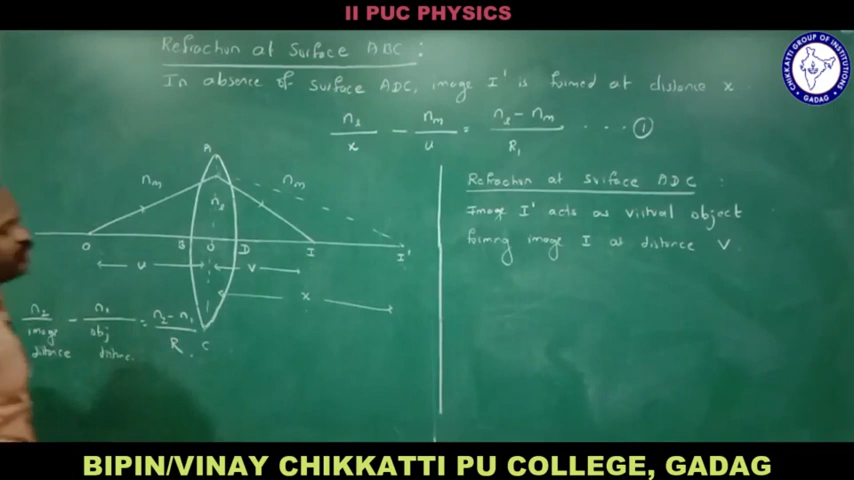 II PUC PHYSICS
CHIKKATTI GROUP OF INSTITUTIONS
GADAG
Refraction at Surface ABC :
In absence of surface ADC, image I' is formed at distance x
n₂/x - nm/u = n₂ - nm/R₁ .... ①
A
nm nm
n₂
O B O D I I'
u v
x
n₂/image distance - n₁/obj distance = n₂ - n₁/R
C
Refraction at Surface ADC :
Image I' acts as virtual object
forming image I at distance V
BIPIN/VINAY CHIKKATTI PU COLLEGE, GADAG